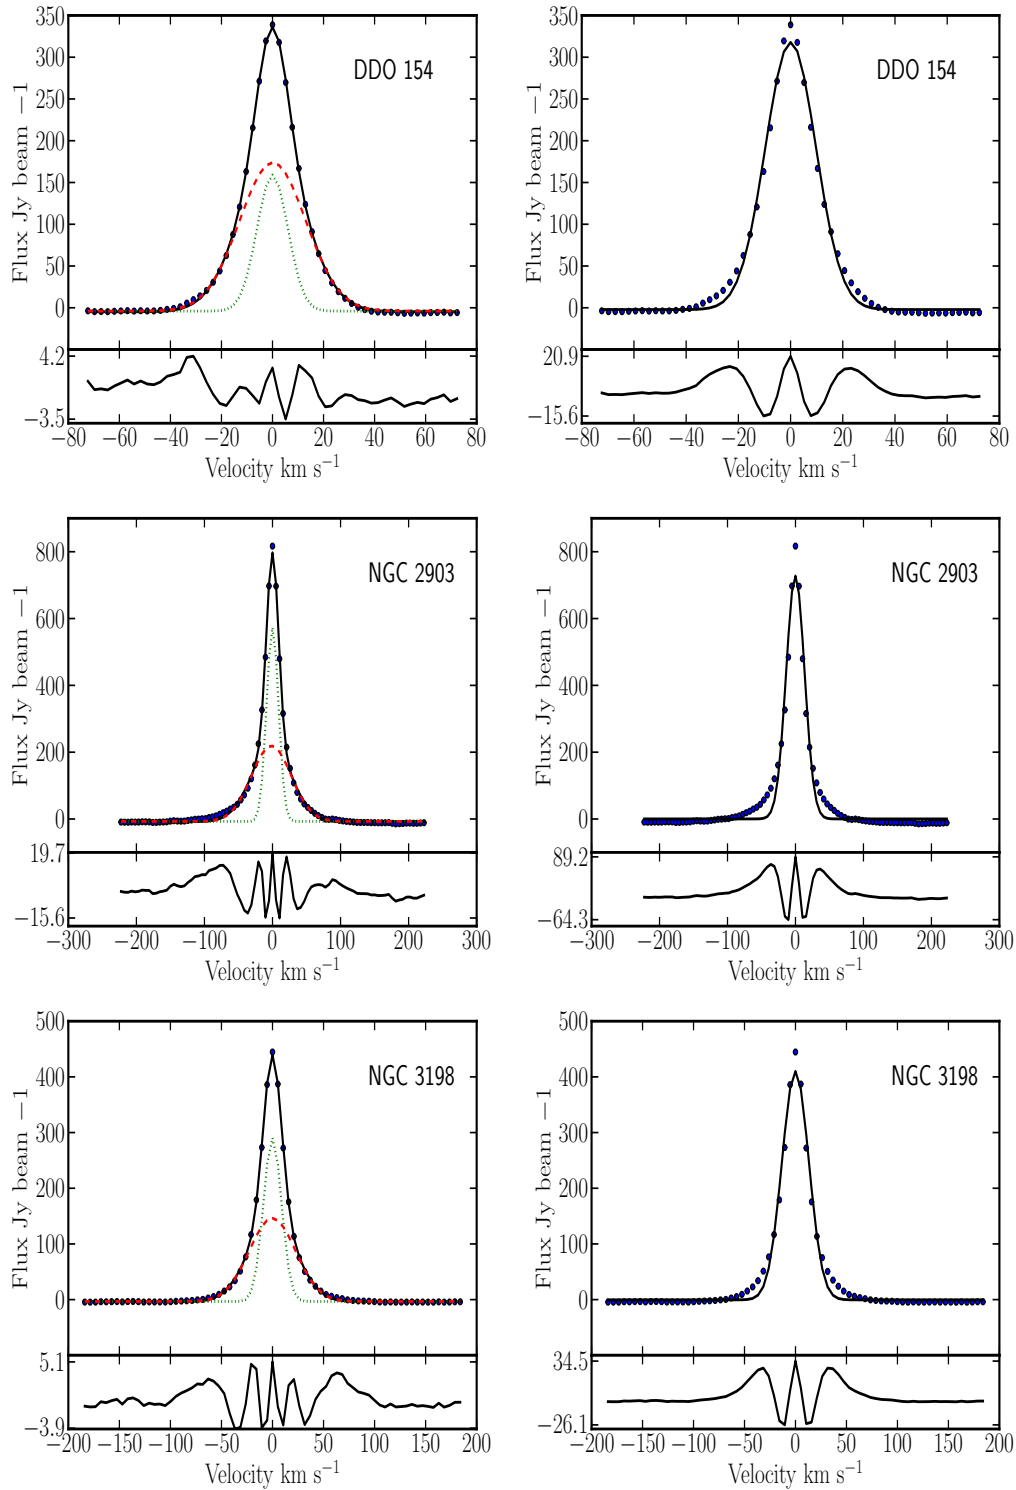 350
300
250
200
150
100
50
0
Flux Jy beam −1
DDO 154
4.2
−3.5
−80 −60 −40 −20 0 20 40 60 80
Velocity km s−1
350
300
250
200
150
100
50
0
Flux Jy beam −1
DDO 154
20.9
−15.6
−80 −60 −40 −20 0 20 40 60 80
Velocity km s−1
800
600
400
200
0
Flux Jy beam −1
NGC 2903
19.7
−15.6
−300 −200 −100 0 100 200 300
Velocity km s−1
800
600
400
200
0
Flux Jy beam −1
NGC 2903
89.2
−64.3
−300 −200 −100 0 100 200 300
Velocity km s−1
500
400
300
200
100
0
Flux Jy beam −1
NGC 3198
5.1
−3.9
−200 −150 −100 −50 0 50 100 150 200
Velocity km s−1
500
400
300
200
100
0
Flux Jy beam −1
NGC 3198
34.5
−26.1
−200 −150 −100 −50 0 50 100 150 200
Velocity km s−1